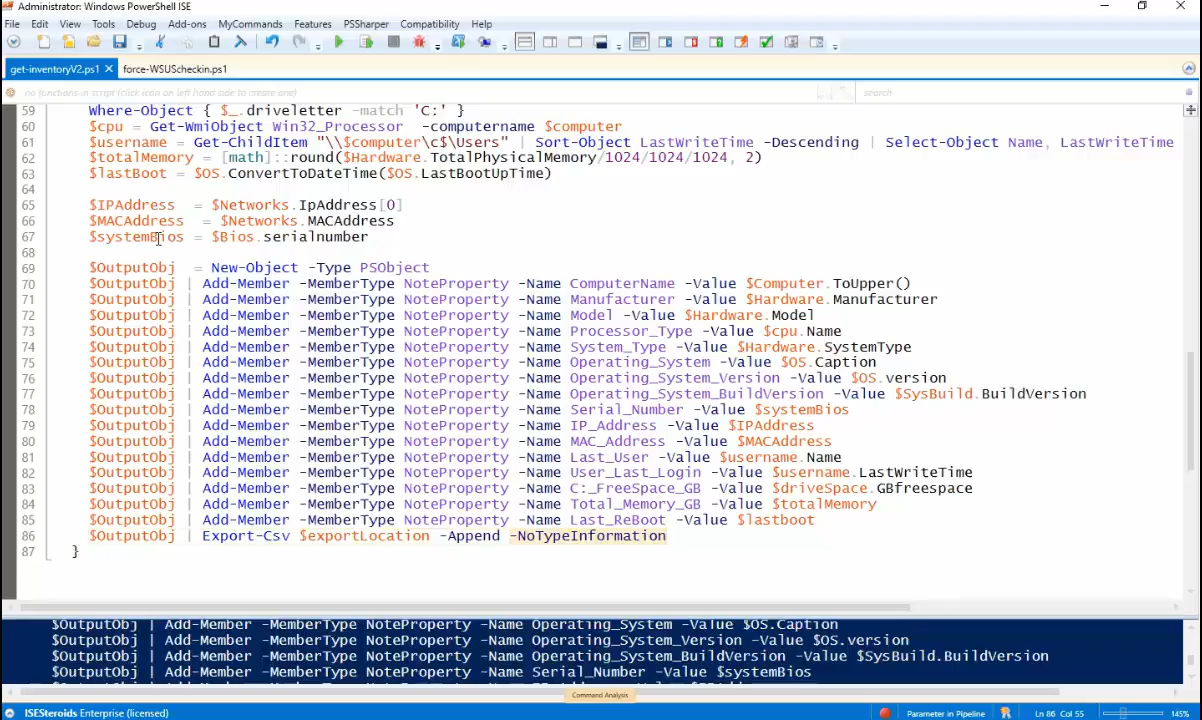 Administrator: Windows PowerShell ISE
File Edit View Tools Debug Add-ons MyCommands Features PSSharper Compatibility Help
get-inventoryV2.ps1 force-WSUScheckin.ps1
no functions in script (click icon on left hand side to create one)
search
59 Where-Object { $_.driveletter -match 'C:' }
60 $cpu = Get-WmiObject Win32_Processor -computername $computer
61 $username = Get-ChildItem "\\$computer\c$\Users" | Sort-Object LastWriteTime -Descending | Select-Object Name, LastWriteTime
62 $totalMemory = [math]::round($Hardware.TotalPhysicalMemory/1024/1024/1024, 2)
63 $lastBoot = $OS.ConvertToDateTime($OS.LastBootUpTime)
64
65 $IPAddress = $Networks.IpAddress[0]
66 $MACAddress = $Networks.MACAddress
67 $systemBios = $Bios.serialnumber
68
69 $OutputObj = New-Object -Type PSObject
70 $OutputObj | Add-Member -MemberType NoteProperty -Name ComputerName -Value $Computer.ToUpper()
71 $OutputObj | Add-Member -MemberType NoteProperty -Name Manufacturer -Value $Hardware.Manufacturer
72 $OutputObj | Add-Member -MemberType NoteProperty -Name Model -Value $Hardware.Model
73 $OutputObj | Add-Member -MemberType NoteProperty -Name Processor_Type -Value $cpu.Name
74 $OutputObj | Add-Member -MemberType NoteProperty -Name System_Type -Value $Hardware.SystemType
75 $OutputObj | Add-Member -MemberType NoteProperty -Name Operating_System -Value $OS.Caption
76 $OutputObj | Add-Member -MemberType NoteProperty -Name Operating_System_Version -Value $OS.version
77 $OutputObj | Add-Member -MemberType NoteProperty -Name Operating_System_BuildVersion -Value $SysBuild.BuildVersion
78 $OutputObj | Add-Member -MemberType NoteProperty -Name Serial_Number -Value $systemBios
79 $OutputObj | Add-Member -MemberType NoteProperty -Name IP_Address -Value $IPAddress
80 $OutputObj | Add-Member -MemberType NoteProperty -Name MAC_Address -Value $MACAddress
81 $OutputObj | Add-Member -MemberType NoteProperty -Name Last_User -Value $username.Name
82 $OutputObj | Add-Member -MemberType NoteProperty -Name User_Last_Login -Value $username.LastWriteTime
83 $OutputObj | Add-Member -MemberType NoteProperty -Name C:_FreeSpace_GB -Value $driveSpace.GBfreespace
84 $OutputObj | Add-Member -MemberType NoteProperty -Name Total_Memory_GB -Value $totalMemory
85 $OutputObj | Add-Member -MemberType NoteProperty -Name Last_ReBoot -Value $lastboot
86 $OutputObj | Export-Csv $exportLocation -Append -NoTypeInformation
87 }
$OutputObj | Add-Member -MemberType NoteProperty -Name Operating_System -Value $OS.Caption
$OutputObj | Add-Member -MemberType NoteProperty -Name Operating_System_Version -Value $OS.version
$OutputObj | Add-Member -MemberType NoteProperty -Name Operating_System_BuildVersion -Value $SysBuild.BuildVersion
$OutputObj | Add-Member -MemberType NoteProperty -Name Serial_Number -Value $systemBios
Command Analysis
ISESteroids Enterprise (licensed) Parameter in Pipeline Ln 86 Col 55 145%